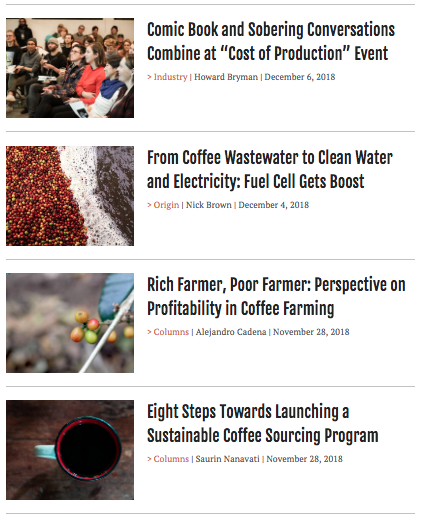 Comic Book and Sobering Conversations
Combine at “Cost of Production” Event
> Industry | Howard Bryman | December 6, 2018
From Coffee Wastewater to Clean Water
and Electricity: Fuel Cell Gets Boost
> Origin | Nick Brown | December 4, 2018
Rich Farmer, Poor Farmer: Perspective on
Profitability in Coffee Farming
> Columns | Alejandro Cadena | November 28, 2018
Eight Steps Towards Launching a
Sustainable Coffee Sourcing Program
> Columns | Saurin Nanavati | November 28, 2018